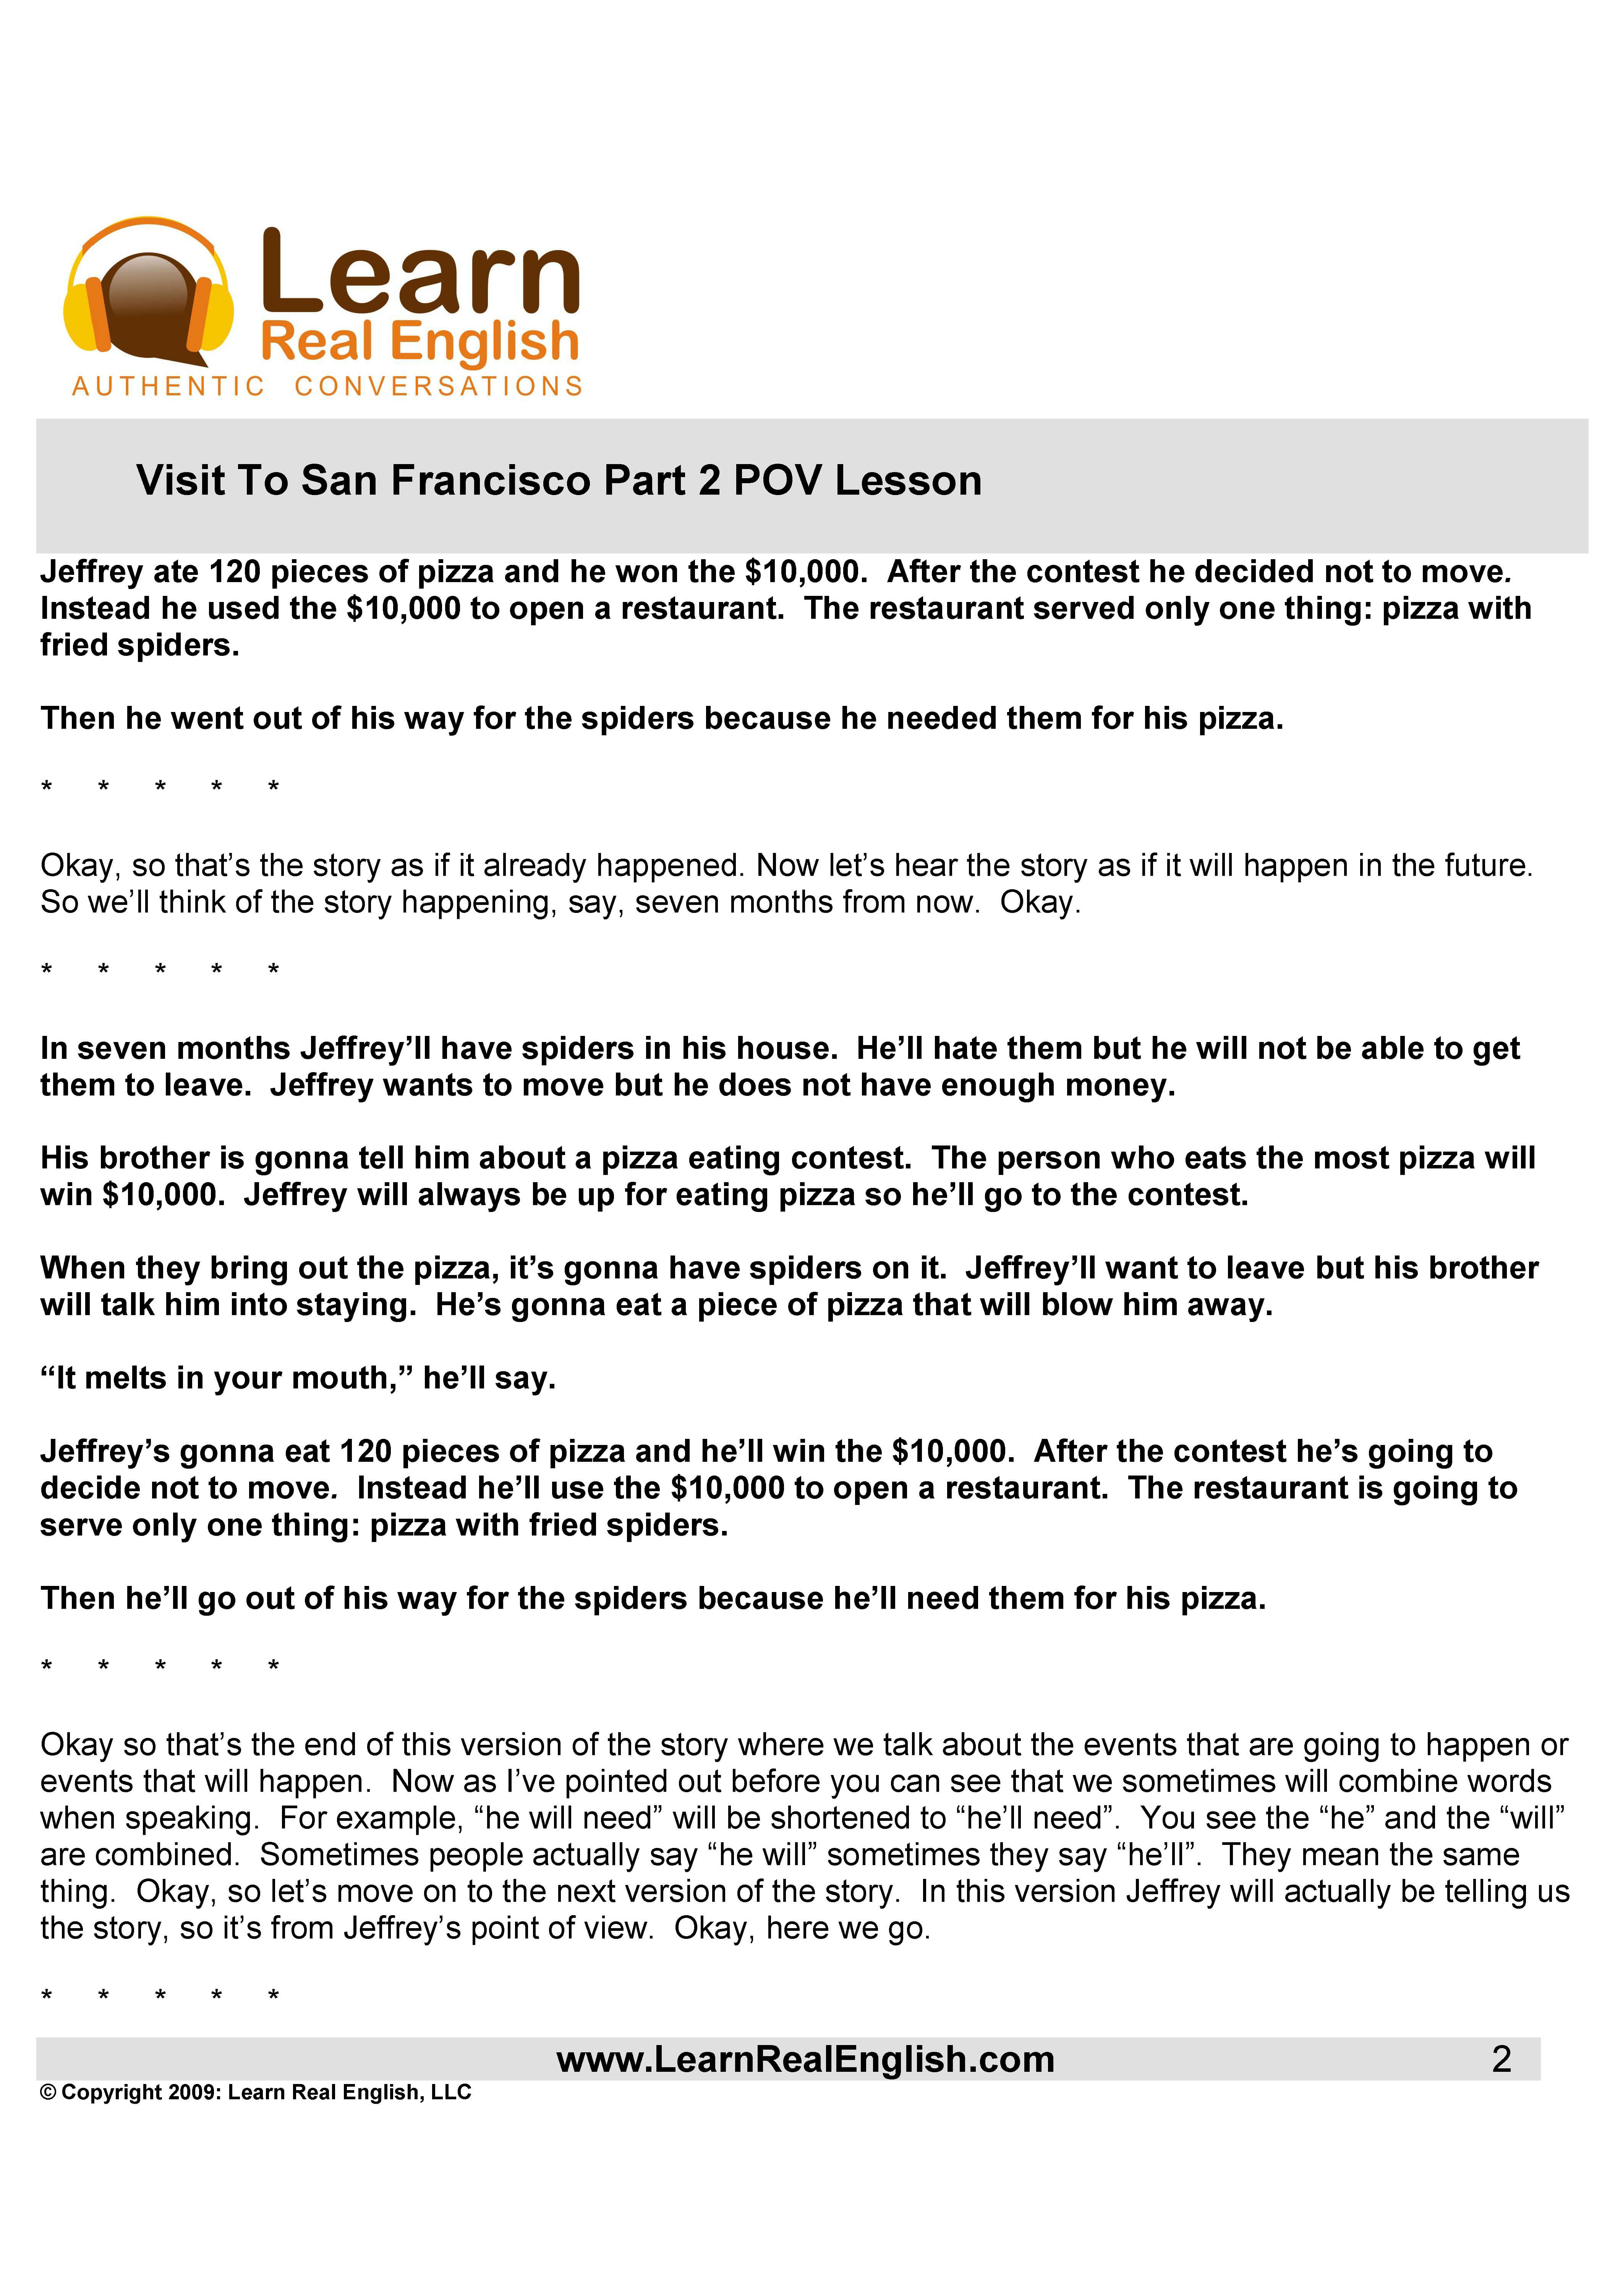 Learn
Real English
AUTHENTIC CONVERSATIONS
Visit To San Francisco Part 2 POV Lesson
Jeffrey ate 120 pieces of pizza and he won the $10,000.  After the contest he decided not to move.
Instead he used the $10,000 to open a restaurant.  The restaurant served only one thing: pizza with
fried spiders.
Then he went out of his way for the spiders because he needed them for his pizza.
* * * * *
Okay, so that’s the story as if it already happened. Now let’s hear the story as if it will happen in the future.
So we’ll think of the story happening, say, seven months from now.  Okay.
* * * * *
In seven months Jeffrey’ll have spiders in his house.  He’ll hate them but he will not be able to get
them to leave.  Jeffrey wants to move but he does not have enough money.
His brother is gonna tell him about a pizza eating contest.  The person who eats the most pizza will
win $10,000.  Jeffrey will always be up for eating pizza so he’ll go to the contest.
When they bring out the pizza, it’s gonna have spiders on it.  Jeffrey’ll want to leave but his brother
will talk him into staying.  He’s gonna eat a piece of pizza that will blow him away.
“It melts in your mouth,” he’ll say.
Jeffrey’s gonna eat 120 pieces of pizza and he’ll win the $10,000.  After the contest he’s going to
decide not to move.  Instead he’ll use the $10,000 to open a restaurant.  The restaurant is going to
serve only one thing: pizza with fried spiders.
Then he’ll go out of his way for the spiders because he’ll need them for his pizza.
* * * * *
Okay so that’s the end of this version of the story where we talk about the events that are going to happen or
events that will happen.  Now as I’ve pointed out before you can see that we sometimes will combine words
when speaking.  For example, “he will need” will be shortened to “he’ll need”.  You see the “he” and the “will”
are combined.  Sometimes people actually say “he will” sometimes they say “he’ll”.  They mean the same
thing.  Okay, so let’s move on to the next version of the story.  In this version Jeffrey will actually be telling us
the story, so it’s from Jeffrey’s point of view.  Okay, here we go.
* * * * *
www.LearnRealEnglish.com 2
© Copyright 2009: Learn Real English, LLC